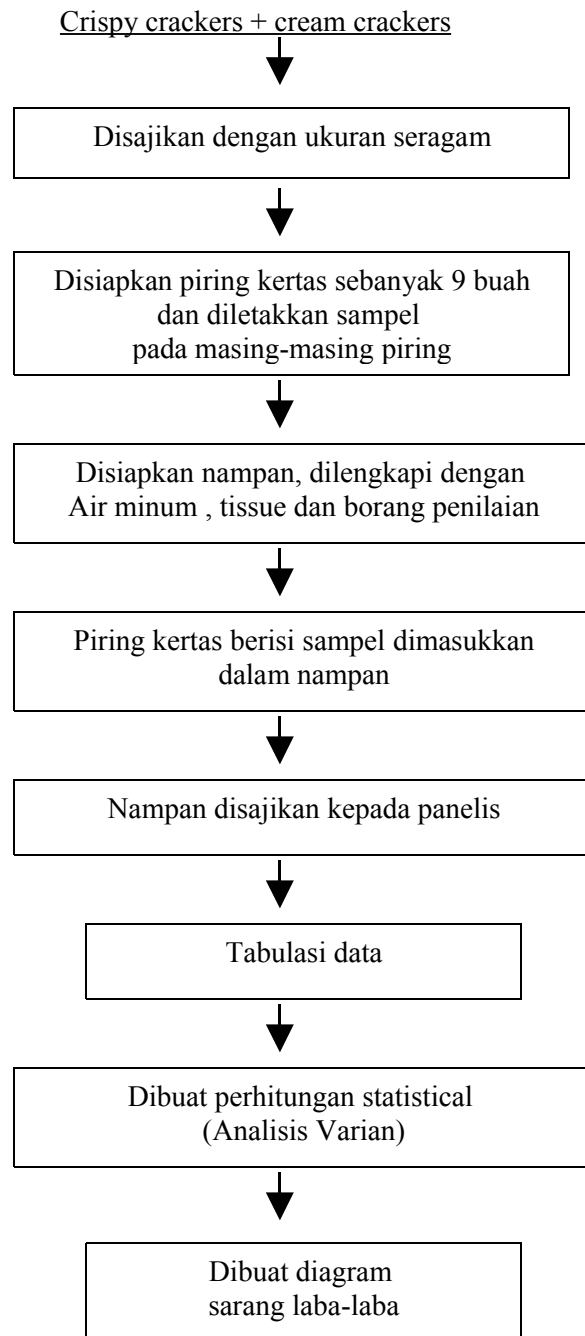 Crispy crackers + cream crackers
Disajikan dengan ukuran seragam
Disiapkan piring kertas sebanyak 9 buah
dan diletakkan sampel
pada masing-masing piring
Disiapkan nampan, dilengkapi dengan
Air minum , tissue dan borang penilaian
Piring kertas berisi sampel dimasukkan
dalam nampan
Nampan disajikan kepada panelis
Tabulasi data
Dibuat perhitungan statistical
(Analisis Varian)
Dibuat diagram
sarang laba-laba